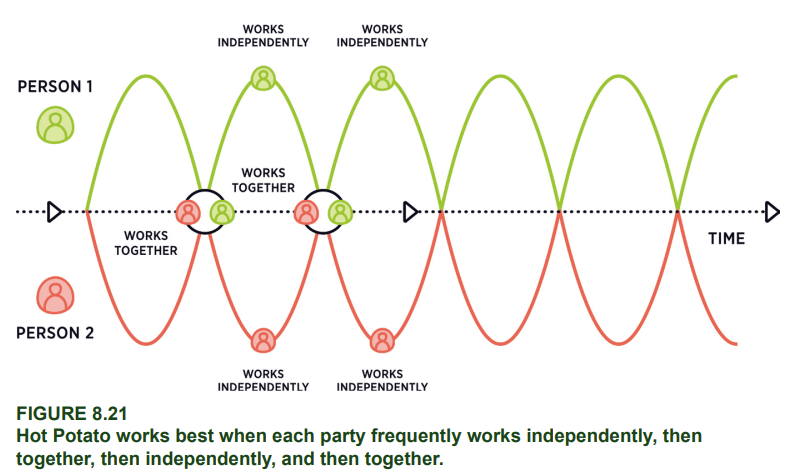 WORKS
INDEPENDENTLY
WORKS
INDEPENDENTLY
PERSON 1
WORKS
TOGETHER
WORKS
TOGETHER
TIME
PERSON 2
WORKS
INDEPENDENTLY
WORKS
INDEPENDENTLY
FIGURE 8.21
Hot Potato works best when each party frequently works independently, then
together, then independently, and then together.